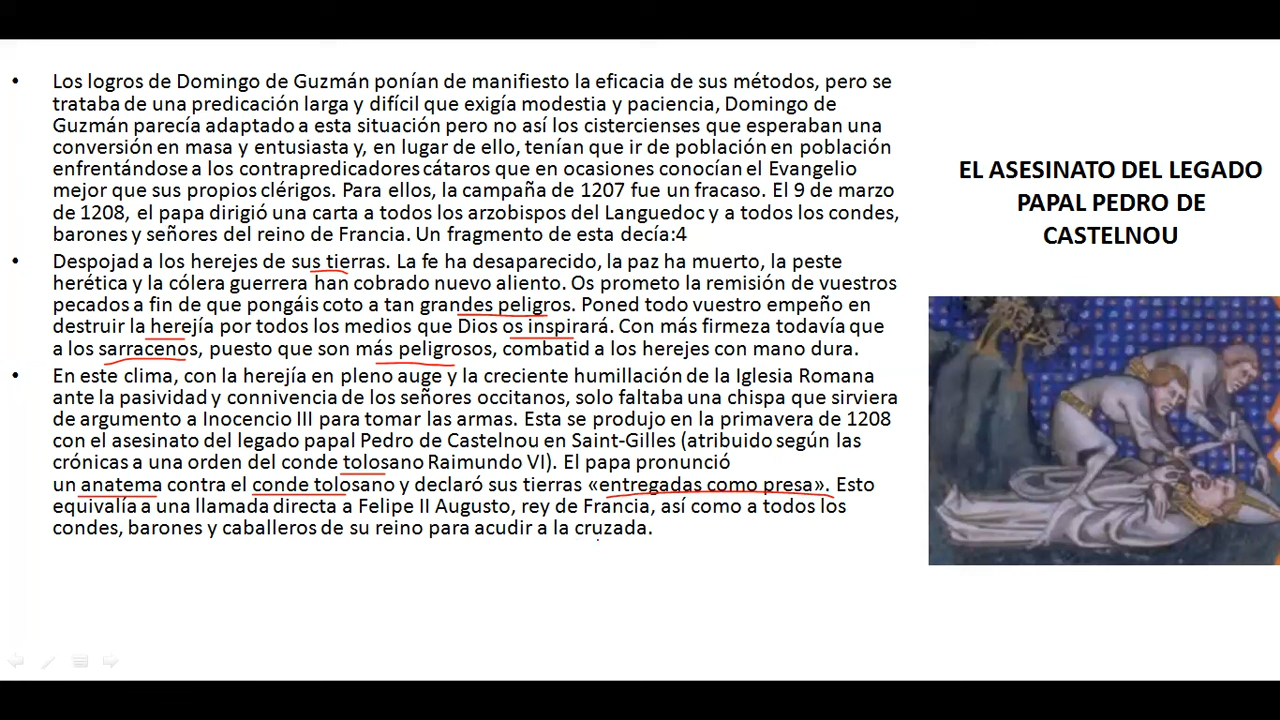 Los logros de Domingo de Guzmán ponían de manifiesto la eficacia de sus métodos, pero se
trataba de una predicación larga y difícil que exigía modestia y paciencia, Domingo de
Guzmán parecía adaptado a esta situación pero no así los cistercienses que esperaban una
conversión en masa y entusiasta y, en lugar de ello, tenían que ir de población en población
enfrentándose a los contrapredicadores cátaros que en ocasiones conocían el Evangelio
mejor que sus propios clérigos. Para ellos, la campaña de 1207 fue un fracaso. El 9 de marzo
de 1208, el papa dirigió una carta a todos los arzobispos del Languedoc y a todos los condes,
barones y señores del reino de Francia. Un fragmento de esta decía:4
Despojad a los herejes de sus tierras. La fe ha desaparecido, la paz ha muerto, la peste
herética y la cólera guerrera han cobrado nuevo aliento. Os prometo la remisión de vuestros
pecados a fin de que pongáis coto a tan grandes peligros. Poned todo vuestro empeño en
destruir la herejía por todos los medios que Dios os inspirará. Con más firmeza todavía que
a los sarracenos, puesto que son más peligrosos, combatid a los herejes con mano dura.
En este clima, con la herejía en pleno auge y la creciente humillación de la Iglesia Romana
ante la pasividad y connivencia de los señores occitanos, solo faltaba una chispa que sirviera
de argumento a Inocencio III para tomar las armas. Esta se produjo en la primavera de 1208
con el asesinato del legado papal Pedro de Castelnou en Saint-Gilles (atribuido según las
crónicas a una orden del conde tolosano Raimundo VI). El papa pronunció
un anatema contra el conde tolosano y declaró sus tierras «entregadas como presa». Esto
equivalía a una llamada directa a Felipe II Augusto, rey de Francia, así como a todos los
condes, barones y caballeros de su reino para acudir a la cruzada.
EL ASESINATO DEL LEGADO
PAPAL PEDRO DE
CASTELNOU